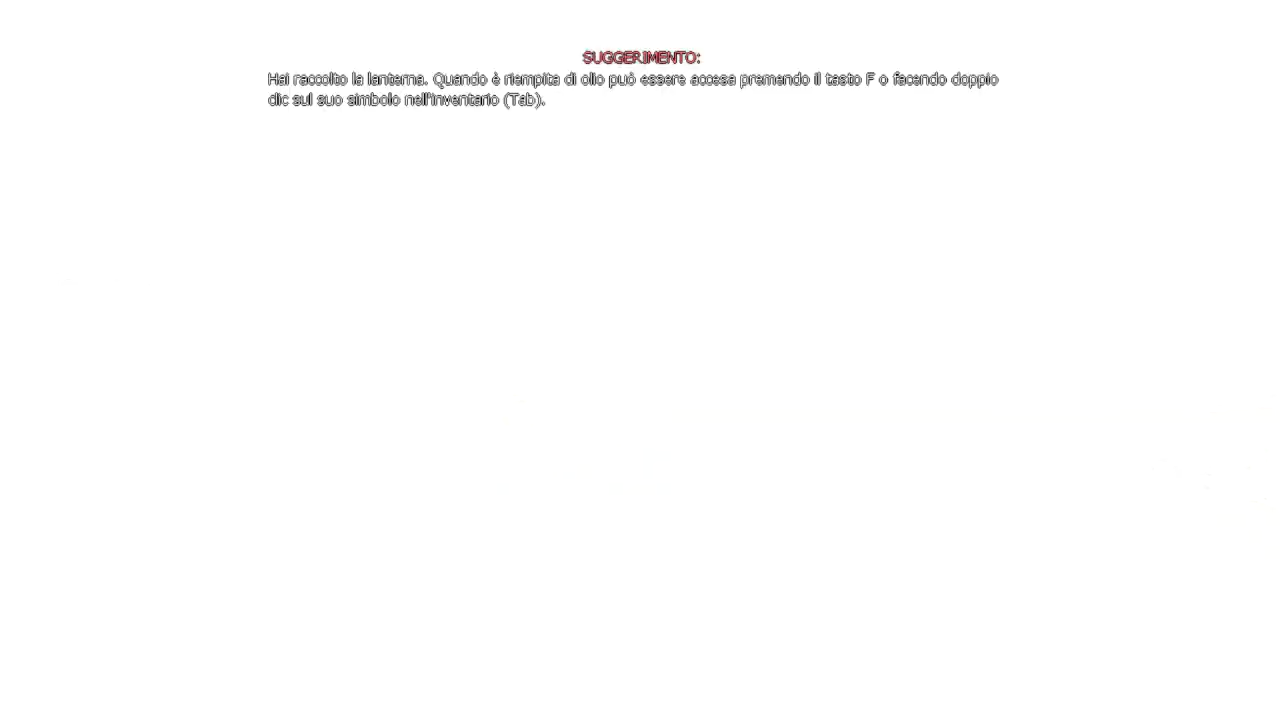 SUGGERIMENTO:
Hai raccolto la lanterna. Quando è riempita di olio può essere accesa premendo il tasto F o facendo doppio
clic sul suo simbolo nell'inventario (Tab).